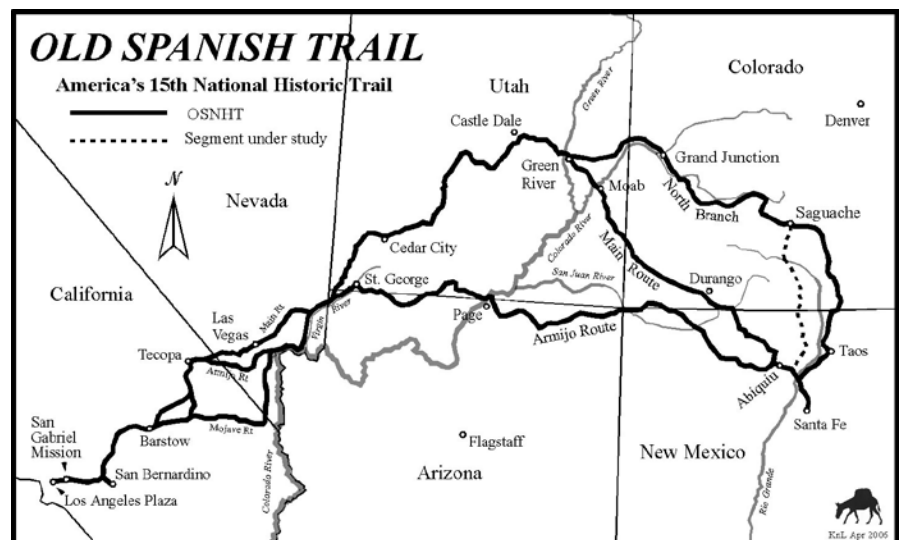 OLD SPANISH TRAIL
America's 15th National Historic Trail
OSNHT
Segment under study
N
Utah
Colorado
Green River
Denver
Castle Dale
Green
River
Grand Junction
Moab
North
Branch
Saguache
Nevada
Cedar City
Colorado River
Main Route
San Juan River
Durango
St. George
California
Las
Vegas
Main Rt
Virgin
River
Page
Armijo Route
Tecopa
Armijo Rt
Abiquiu
Taos
San
Gabriel
Mission
Barstow
Mojave Rt
Santa Fe
Flagstaff
New Mexico
San Bernardino
Arizona
Los Angeles Plaza
Colorado River
Rio Grande
KnL Apr 2006